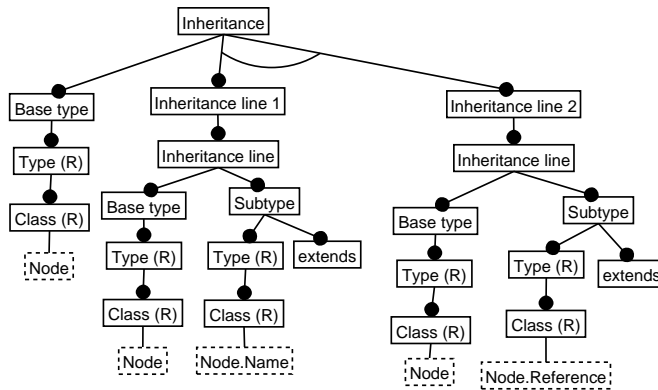 Inheritance
Base type
Inheritance line 1
Inheritance line 2
Type (R)
Inheritance line
Inheritance line
Class (R)
Base type
Subtype
Base type
Subtype
Node
Type (R)
Type (R)
extends
Type (R)
Type (R)
extends
Class (R)
Class (R)
Class (R)
Class (R)
Node
Node.Name
Node
Node.Reference